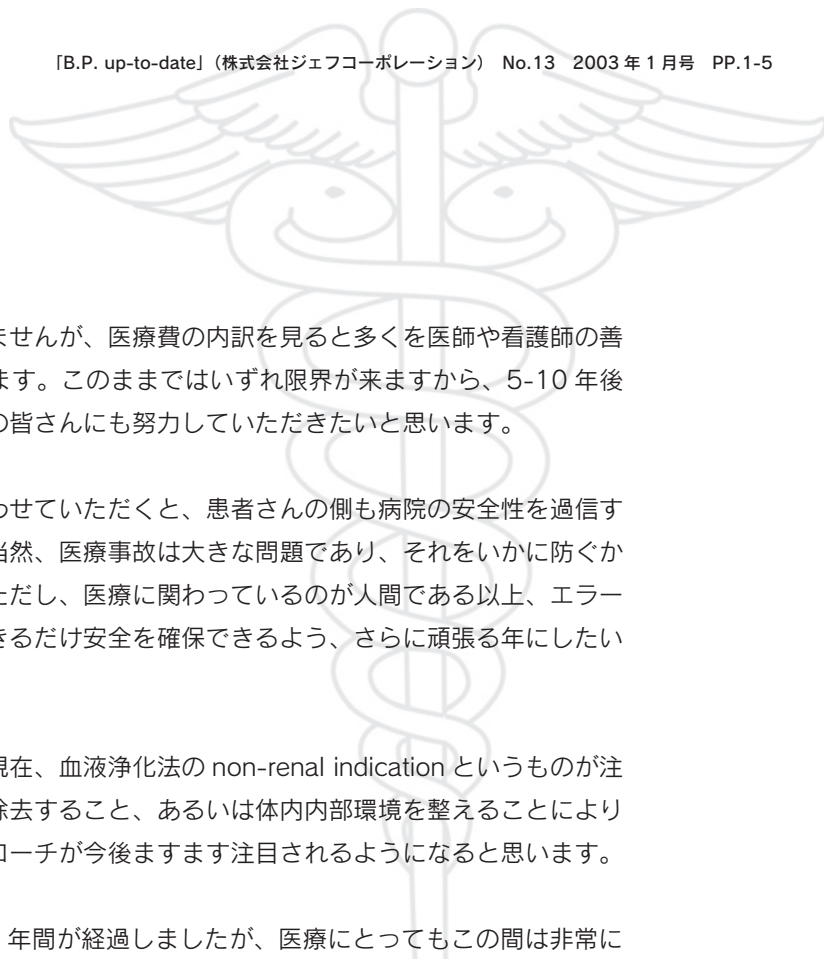 「B.P. up-to-date」（株式会社ジェフコーポレーション） No.13 2003年1月号 PP.1-5
ませんが、医療費の内訳を見ると多くを医師や看護師の善
ます。このままではいずれ限界が来ますから、5-10年後
の皆さんにも努力していただきたいと思います。
わせていただくと、患者さんの側も病院の安全性を過信す
当然、医療事故は大きな問題であり、それをいかに防ぐか
ただし、医療に関わっているのが人間である以上、エラー
きるだけ安全を確保できるよう、さらに頑張る年にしたい
現在、血液浄化法の non-renal indication というものが注
除去すること、あるいは体内内部環境を整えることにより
ローチが今後ますます注目されるようになると思います。
年間が経過しましたが、医療にとってもこの間は非常に